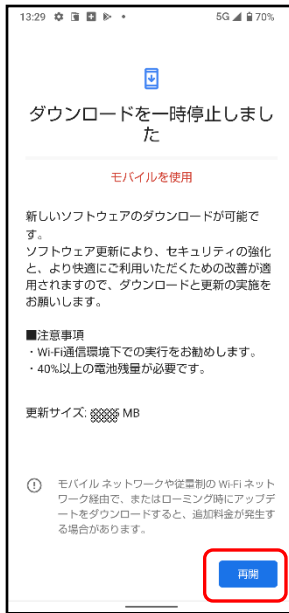 13:29 5G 70%
ダウンロードを一時停止しまし
た
モバイルを使用
新しいソフトウェアのダウンロードが可能で
す。
ソフトウェア更新により、セキュリティの強化
と、より快適にご利用いただくための改善が適
用されますので、ダウンロードと更新の実施を
お願いします。
■注意事項
・Wi-Fi通信環境下での実行をお勧めします。
・40%以上の電池残量が必要です。
更新サイズ: MB
モバイル ネットワークや従量制の Wi-Fi ネット
ワーク経由で、またはローミング時にアップデ
ートをダウンロードすると、追加料金が発生す
る場合があります。
再開